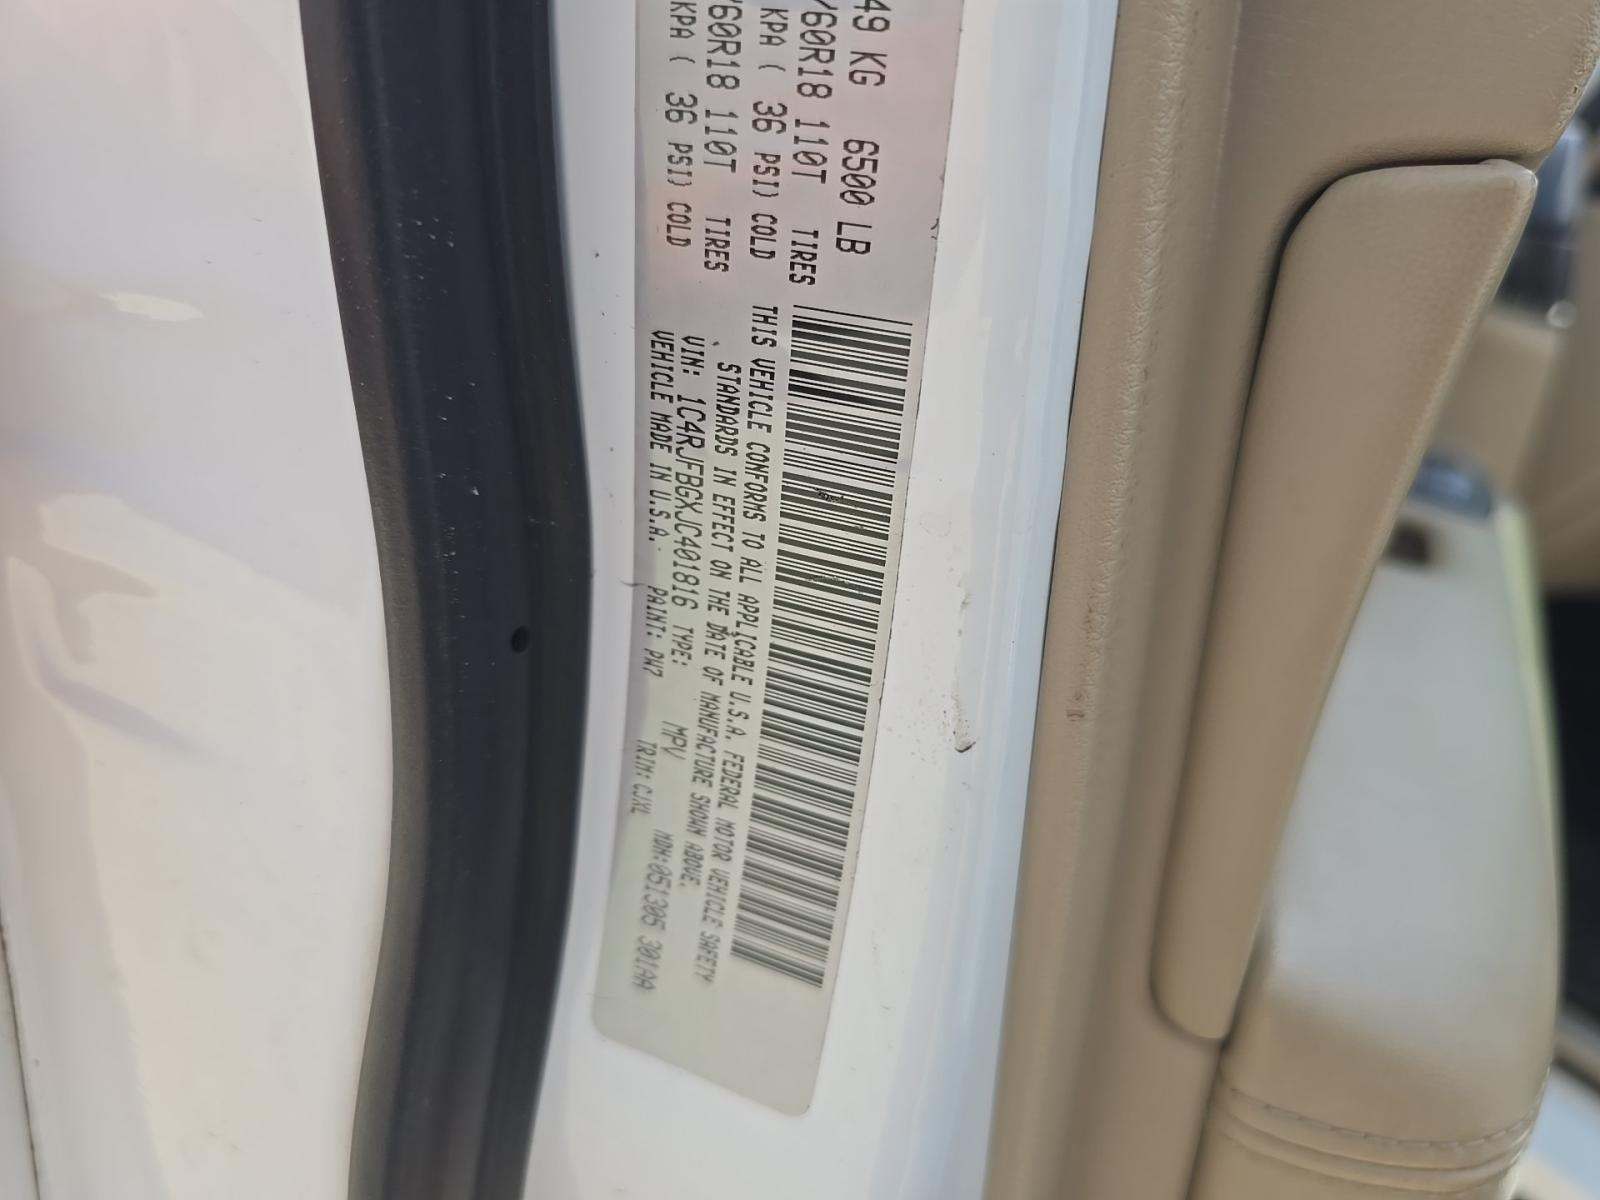 49 KG 6500 LB
/60R18 110T TIRES
KPA ( 36 PSI) COLD
/60R18 110T TIRES
KPA ( 36 PSI) COLD
THIS VEHICLE CONFORMS TO ALL APPLICABLE U.S.A. FEDERAL MOTOR VEHICLE SAFETY
STANDARDS IN EFFECT ON THE DATE OF MANUFACTURE SHOWN ABOVE.
VIN: 1C4RJFBGXJC401816 TYPE: MPV MDH:051305 301AA
VEHICLE MADE IN U.S.A. PAINT: PW7 TRIM: CJXL